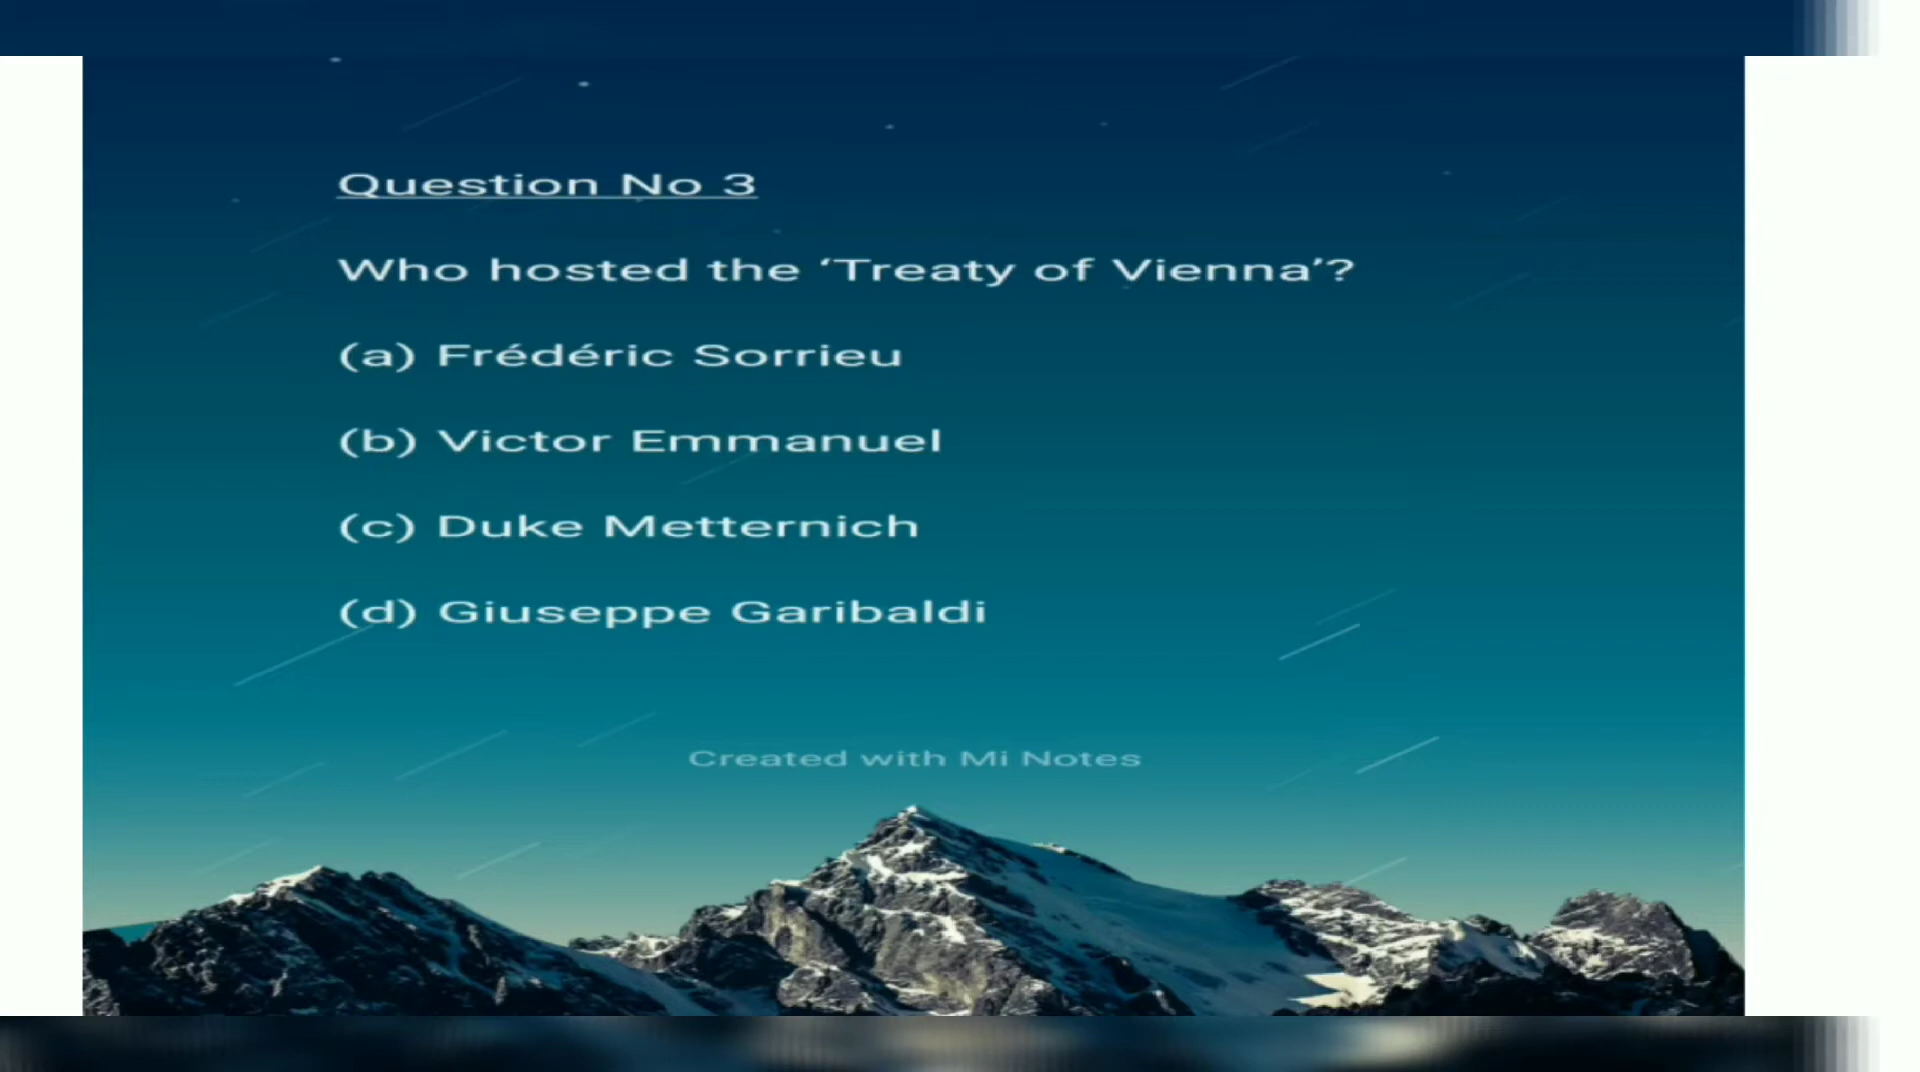 Question No 3
Who hosted the ‘Treaty of Vienna’?
(a) Frédéric Sorrieu
(b) Victor Emmanuel
(c) Duke Metternich
(d) Giuseppe Garibaldi
Created with Mi Notes